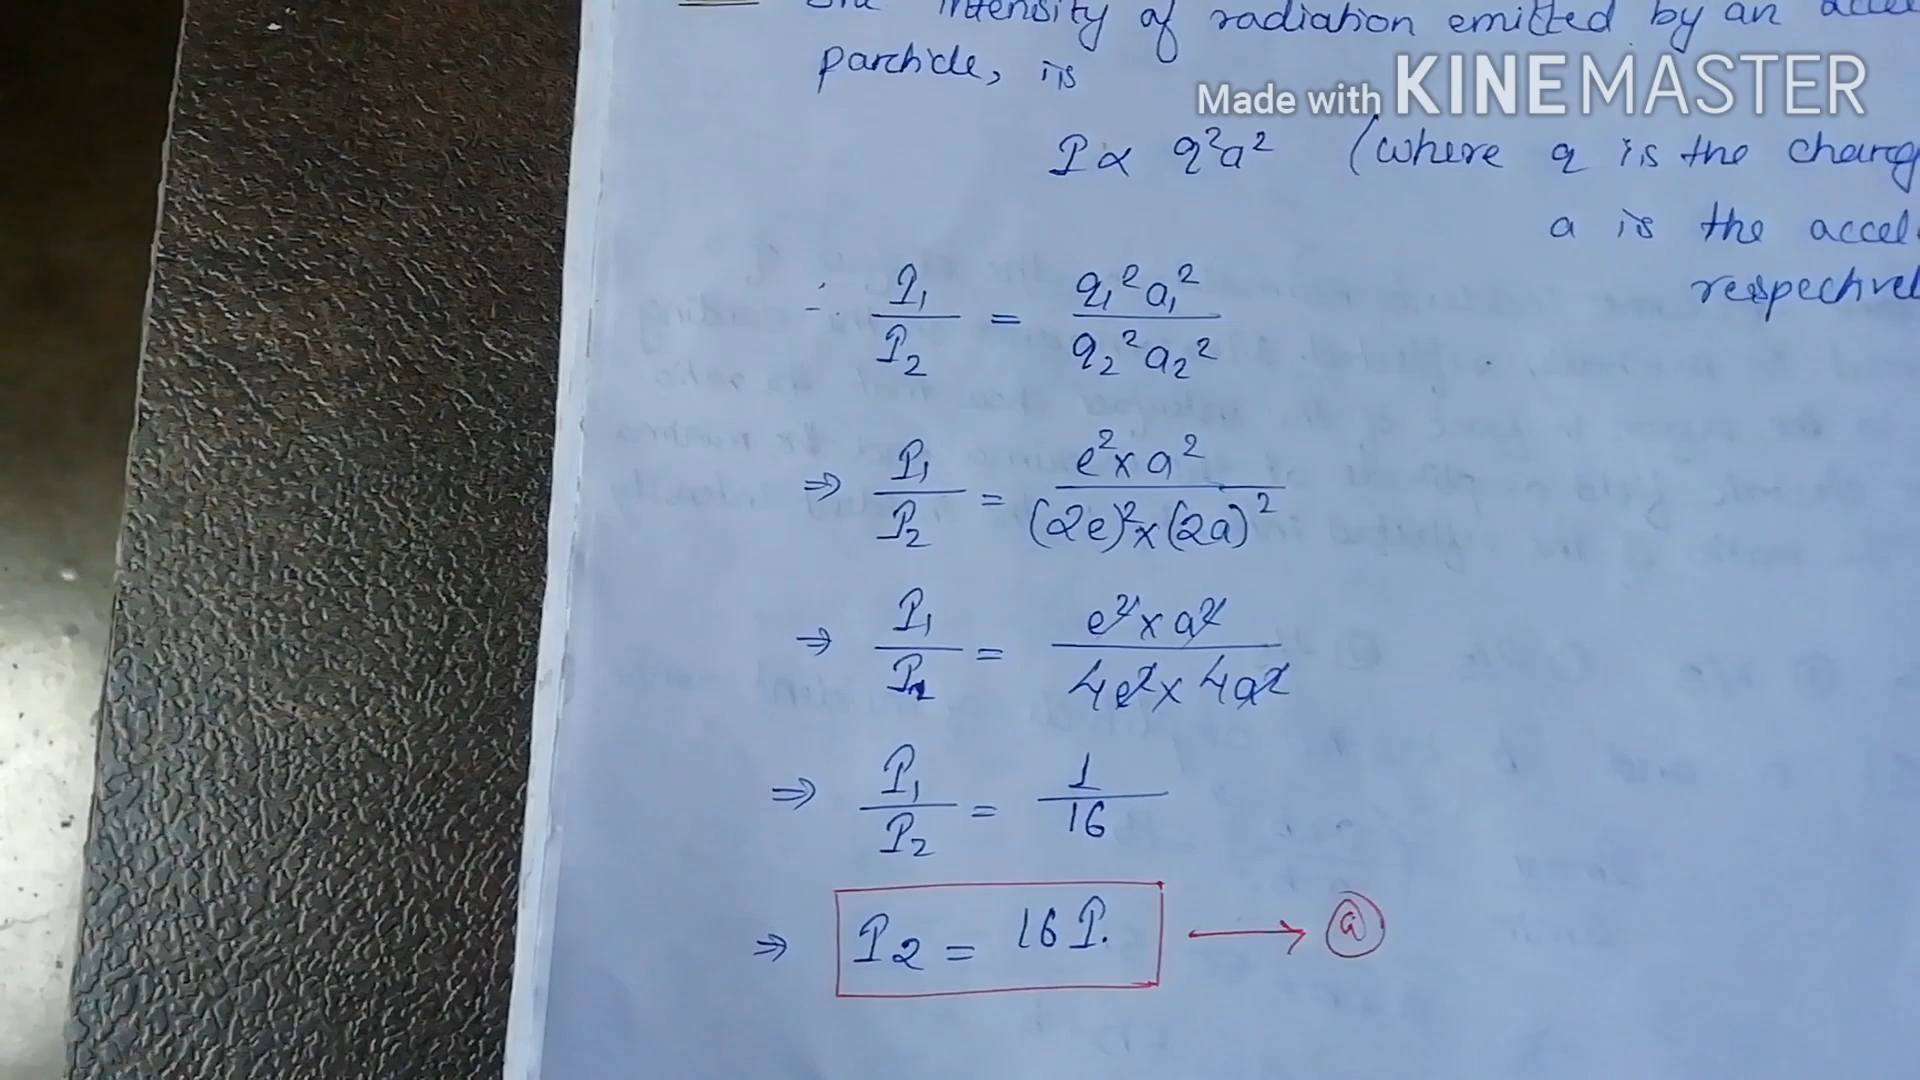 intensity of radiation emitted by an
particle, is
Made with KINEMASTER
I ∝ q²a² (where q is the charg
a is the accel
respectivel
∴ I₁/I₂ = q₁²a₁²/q₂²a₂²
⇒ I₁/I₂ = e²×a²/(2e)²×(2a)²
⇒ I₁/I₂ = e²×a²/4e²×4a²
⇒ I₁/I₂ = 1/16
⇒ I₂ = 16 I. → a